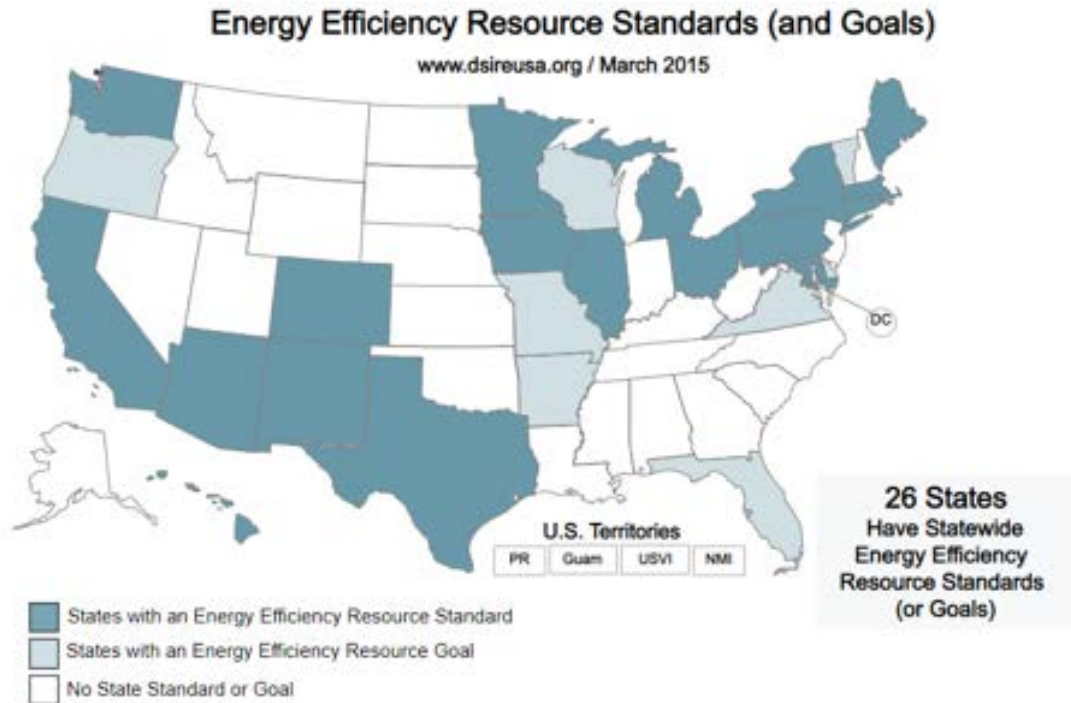 Energy Efficiency Resource Standards (and Goals)
www.dsireusa.org / March 2015
DC
26 States
Have Statewide
Energy Efficiency
Resource Standards
(or Goals)
U.S. Territories
PR Guam USVI NMI
States with an Energy Efficiency Resource Standard
States with an Energy Efficiency Resource Goal
No State Standard or Goal